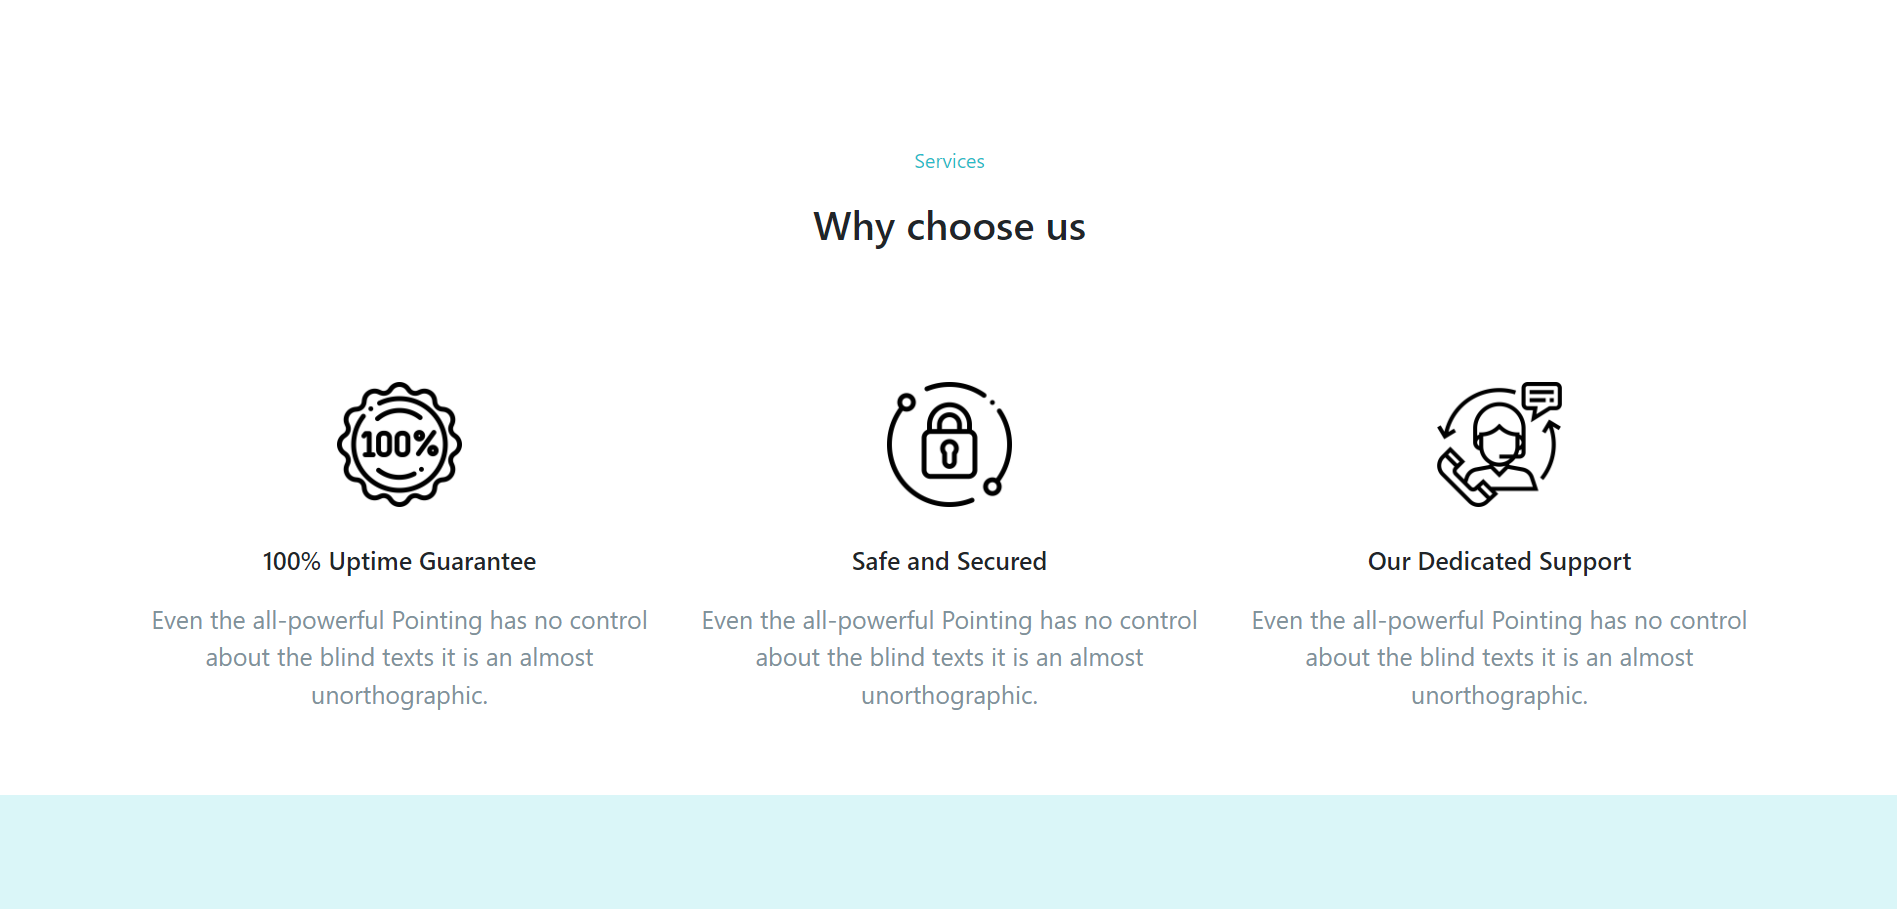 Services
Why choose us
100%
100% Uptime Guarantee
Even the all-powerful Pointing has no control
about the blind texts it is an almost
unorthographic.
Safe and Secured
Even the all-powerful Pointing has no control
about the blind texts it is an almost
unorthographic.
Our Dedicated Support
Even the all-powerful Pointing has no control
about the blind texts it is an almost
unorthographic.